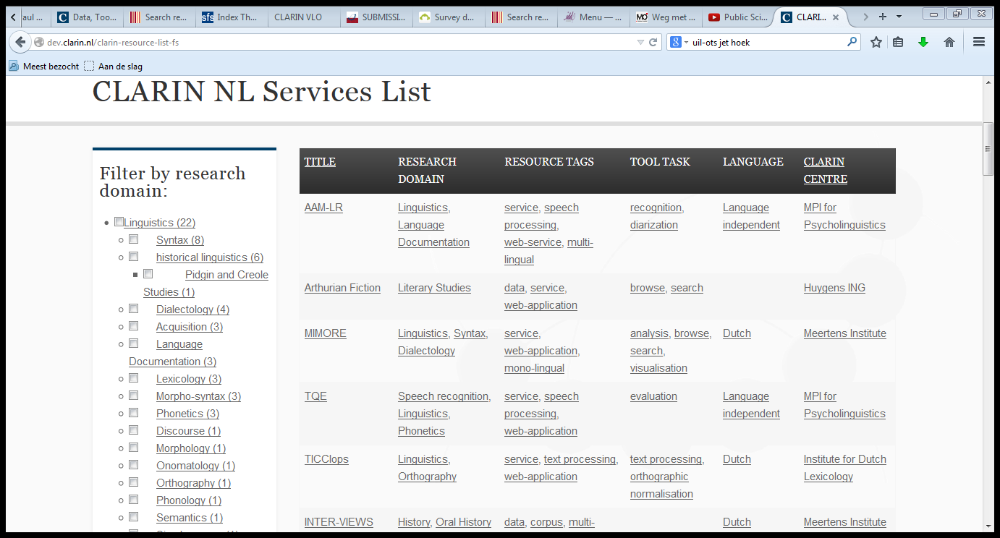 aul ...
Data, Too...
Search re...
Index Th...
CLARIN VLO
SUBMISSI...
Survey d...
Search re...
Menu — ...
Weg met ...
Public Sci...
CLARI...
dev.clarin.nl/clarin-resource-list-fs
uil-ots jet hoek
Meest bezocht
Aan de slag
CLARIN NL Services List
Filter by research
domain:
Linguistics (22)
Syntax (8)
historical linguistics (6)
Pidgin and Creole
Studies (1)
Dialectology (4)
Acquisition (3)
Language
Documentation (3)
Lexicology (3)
Morpho-syntax (3)
Phonetics (3)
Discourse (1)
Morphology (1)
Onomatology (1)
Orthography (1)
Phonology (1)
Semantics (1)
TITLE
RESEARCH
DOMAIN
RESOURCE TAGS
TOOL TASK
LANGUAGE
CLARIN
CENTRE
AAM-LR
Linguistics,
Language
Documentation
service, speech
processing,
web-service, multi-
lingual
recognition,
diarization
Language
independent
MPI for
Psycholinguistics
Arthurian Fiction
Literary Studies
data, service,
web-application
browse, search
Huygens ING
MIMORE
Linguistics, Syntax,
Dialectology
service,
web-application,
mono-lingual
analysis, browse,
search,
visualisation
Dutch
Meertens Institute
TQE
Speech recognition,
Linguistics,
Phonetics
service, speech
processing,
web-application
evaluation
Language
independent
MPI for
Psycholinguistics
TICClops
Linguistics,
Orthography
service, text processing,
web-application
text processing,
orthographic
normalisation
Dutch
Institute for Dutch
Lexicology
INTER-VIEWS
History, Oral History
data, corpus, multi-
Dutch
Meertens Institute